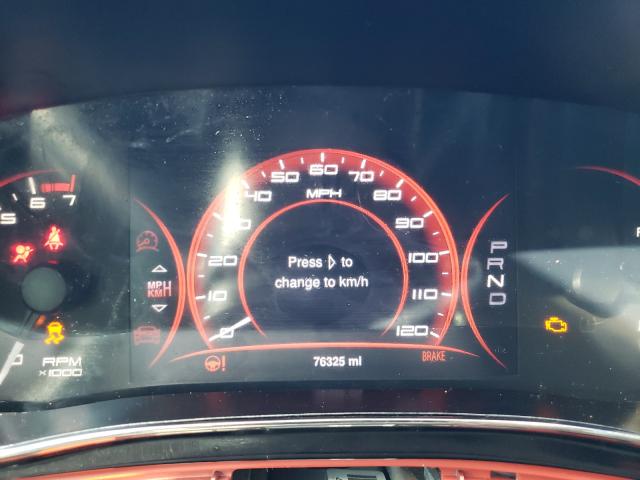 50 60 70
40 MPH 80
90
5 6 7
P
20 Press ▷ to 100 R
MPH change to km/h N
KM/H
10 110 D
0 120
RPM
x1000
76325 mi
BRAKE